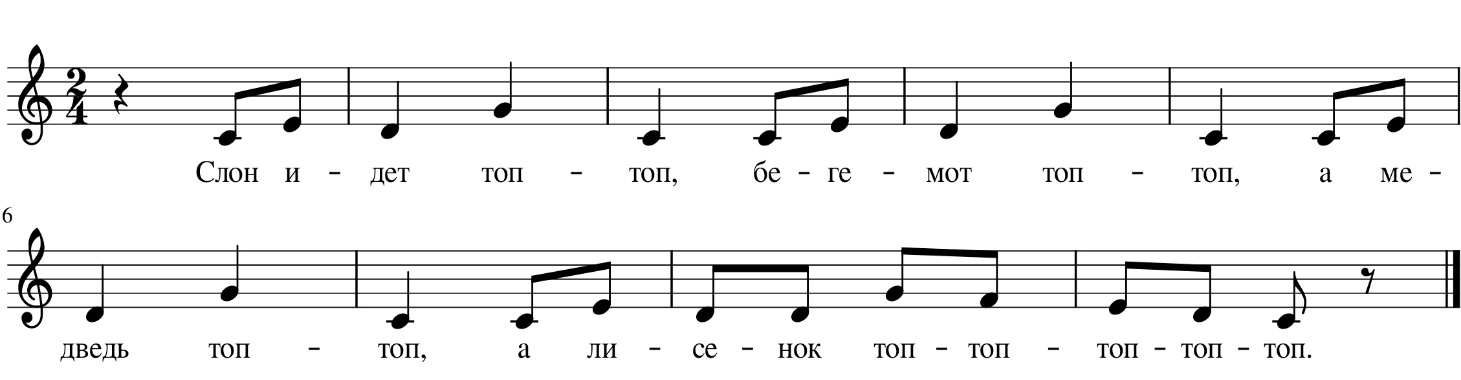 2
4
Слон и - дет топ - топ, бе - ге - мот топ - топ, а ме -
6
дведь топ - топ, а ли - се - нок топ - топ - топ - топ - топ.